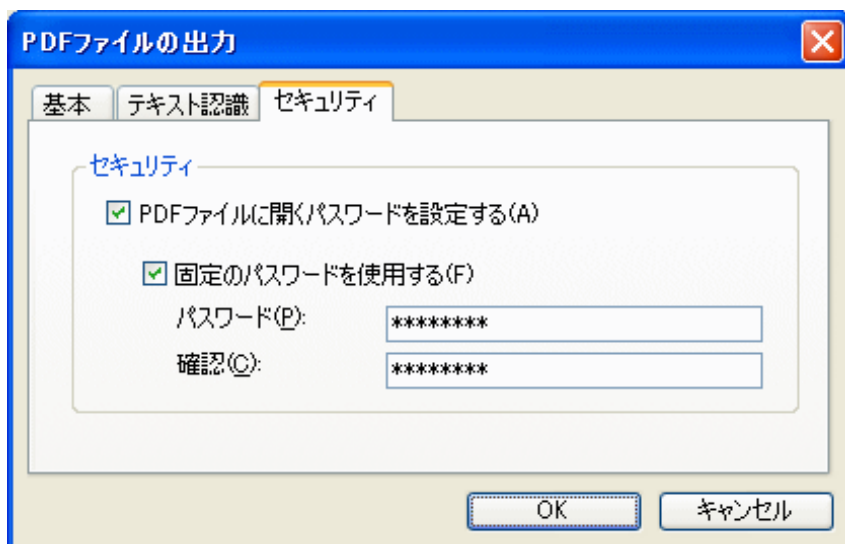 PDFファイルの出力
基本 テキスト認識 セキュリティ
セキュリティ
PDFファイルに開くパスワードを設定する(A)
固定のパスワードを使用する(F)
パスワード(P): ********
確認(C): ********
OK キャンセル